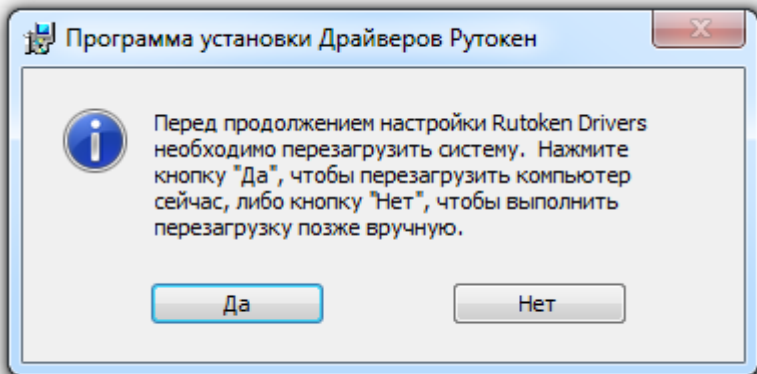 Программа установки Драйверов Рутокен
Перед продолжением настройки Rutoken Drivers
необходимо перезагрузить систему.  Нажмите
кнопку "Да", чтобы перезагрузить компьютер
сейчас, либо кнопку "Нет", чтобы выполнить
перезагрузку позже вручную.
Да
Нет